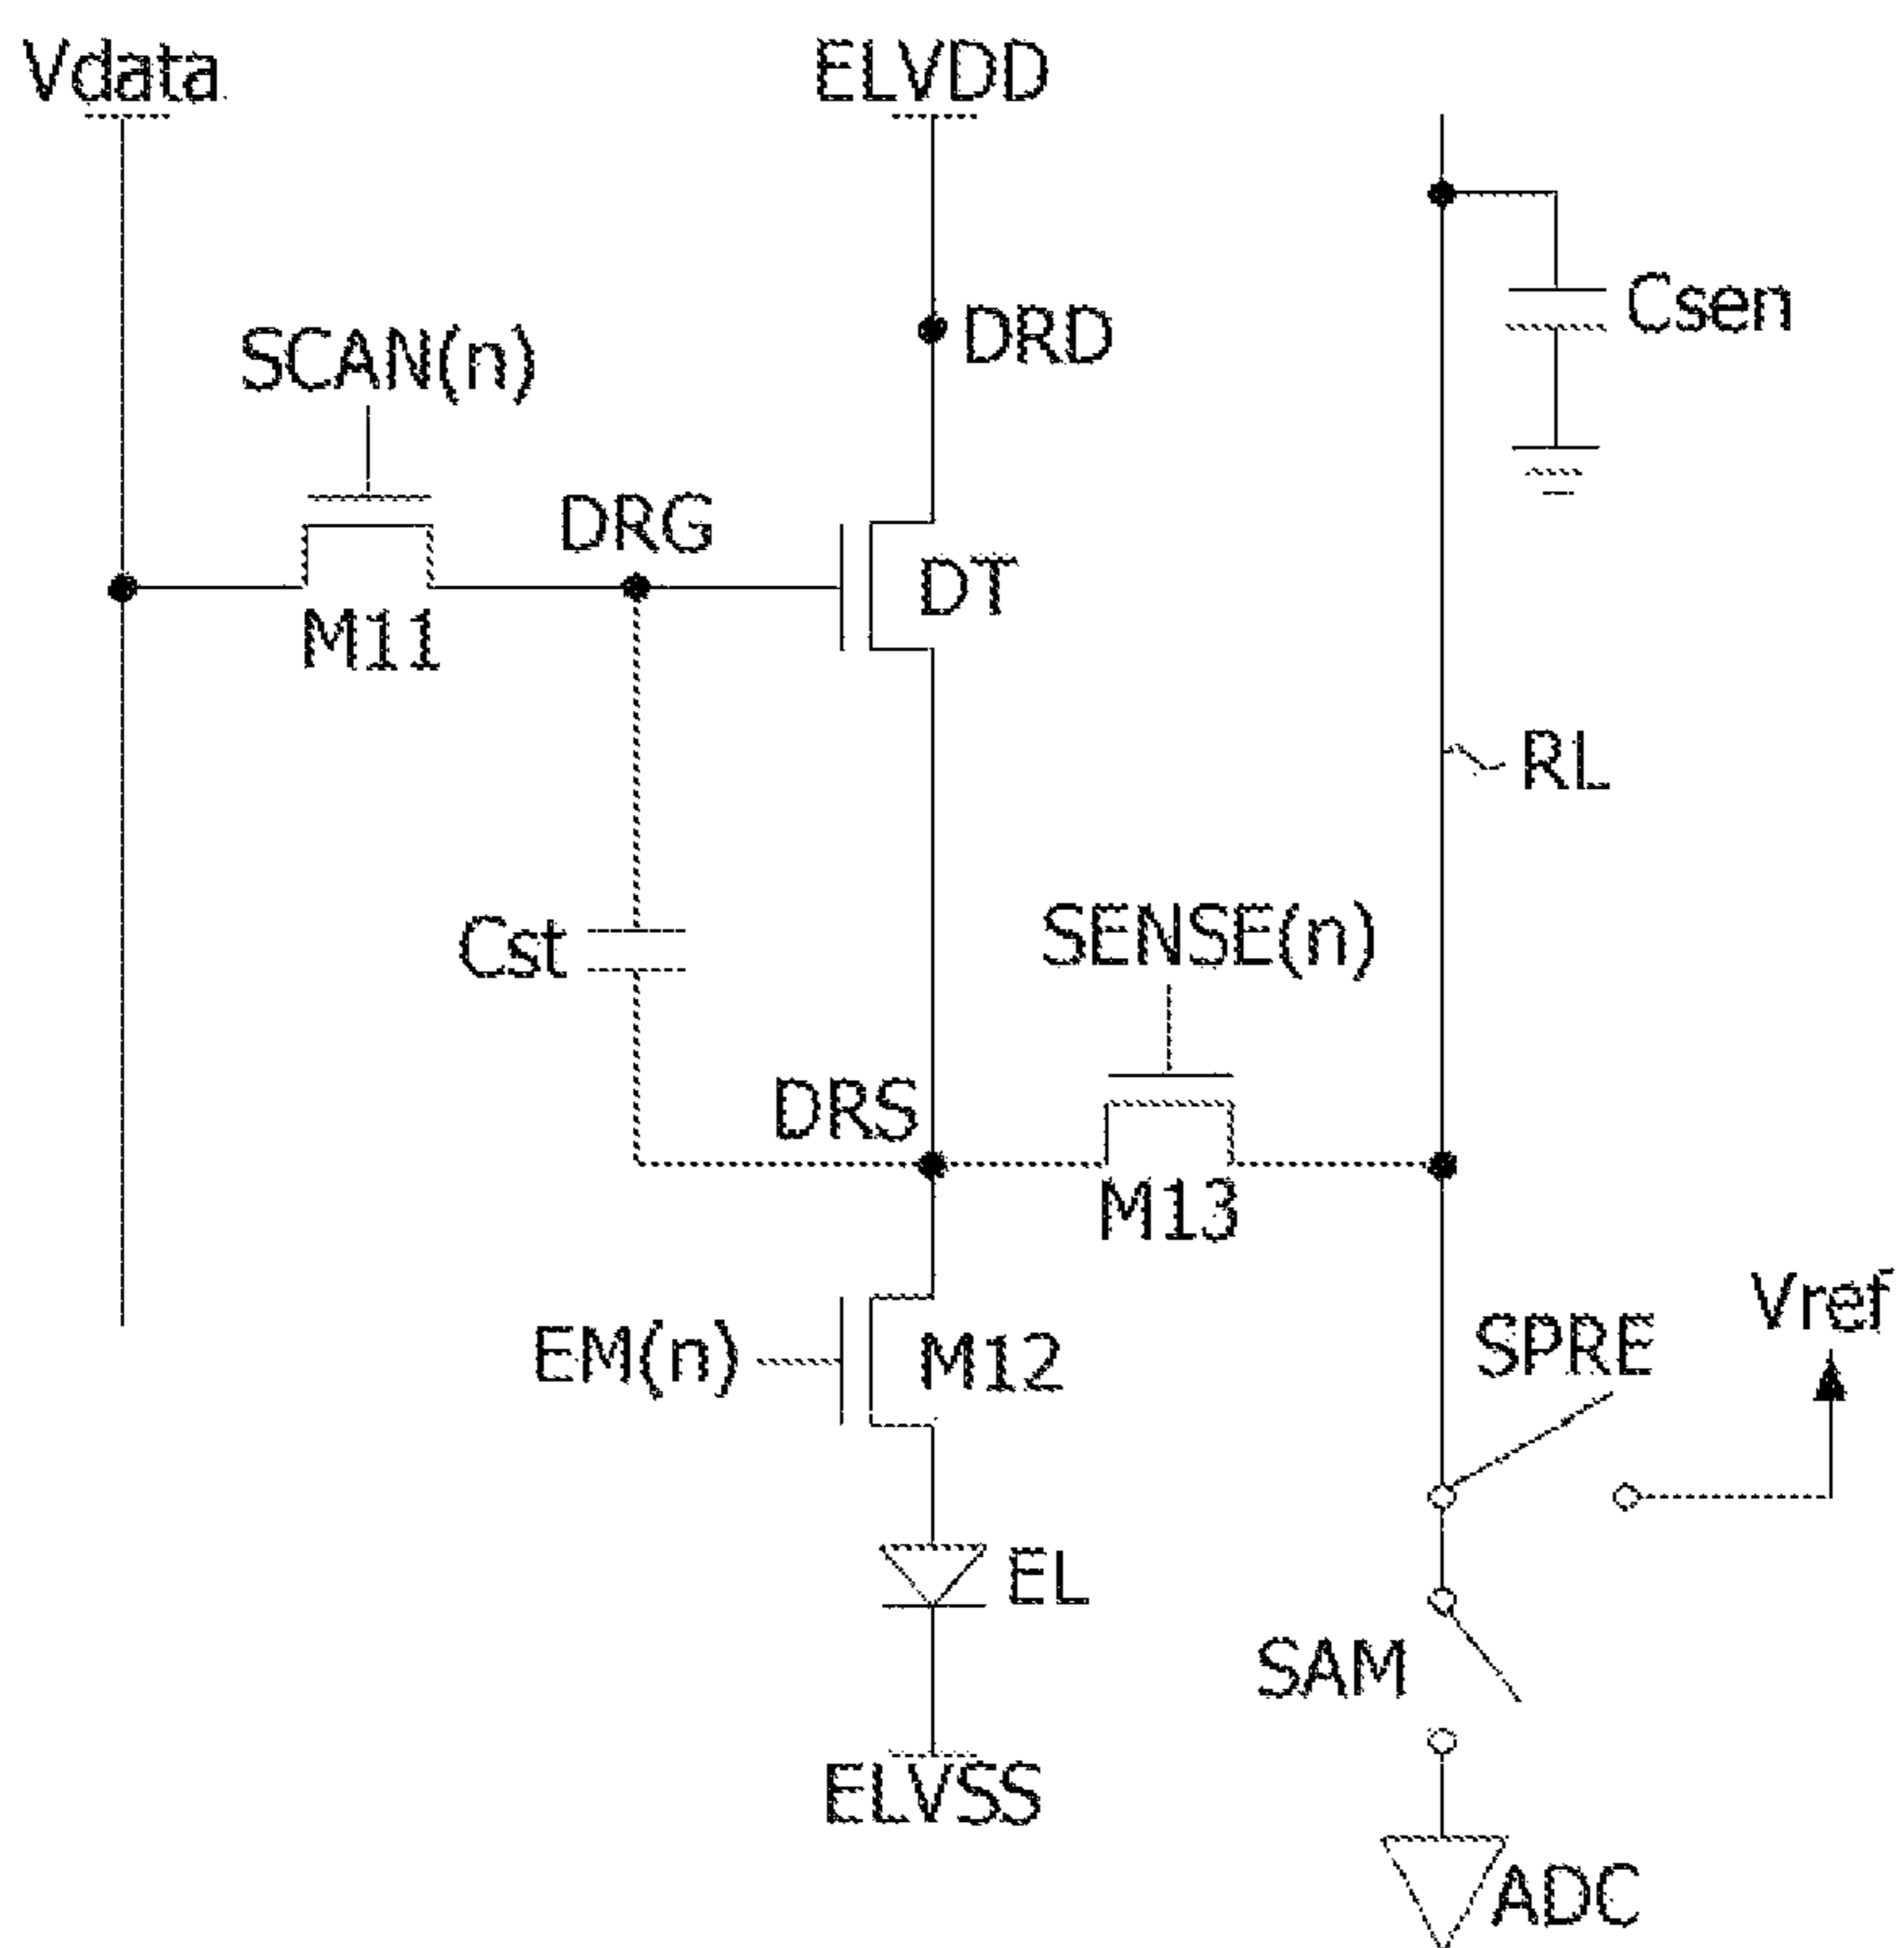 Vdata
ELVDD
Csen
DRD
SCAN(n)
DRG
DT
M11
RL
Cst
SENSE(n)
DRS
M13
Vref
SPRE
EM(n)
M12
EL
SAM
ELVSS
ADC